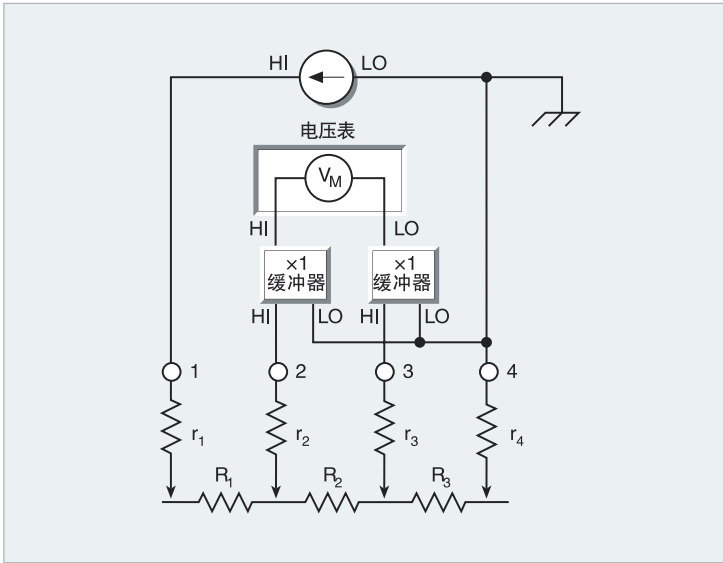 HI LO
电压表
VM
HI LO
×1 ×1
缓冲器 缓冲器
HI LO HI LO
1 2 3 4
r1 r2 r3 r4
R1 R2 R3